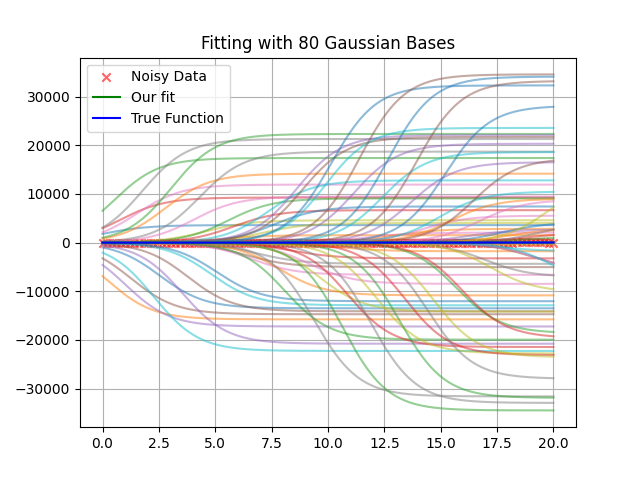 Fitting with 80 Gaussian Bases
Noisy Data
Our fit
True Function
30000
20000
10000
0
−10000
−20000
−30000
0.0 2.5 5.0 7.5 10.0 12.5 15.0 17.5 20.0